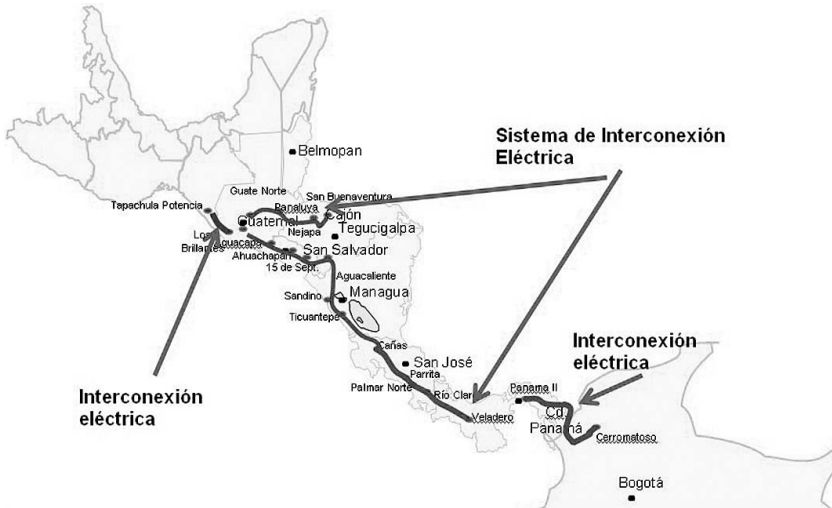 Sistema de Interconexión
Eléctrica
Belmopan
Guate Norte
San Buenaventura
Tapachula Potencia
Panaluya
Guatemal
Cajón
Nejapa
Tegucigalpa
Los
Brillantes
Aguacapa
Ahuachapán
San Salvador
15 de Sept.
Aguacaliente
Sandino
Managua
Ticuantepe
Cañas
San José
Parrita
Palmar Norte
Río Clar
Veladero
Interconexión
eléctrica
Interconexión
eléctrica
Panama II
Cd.
Panamá
Cerromatoso
Bogotá